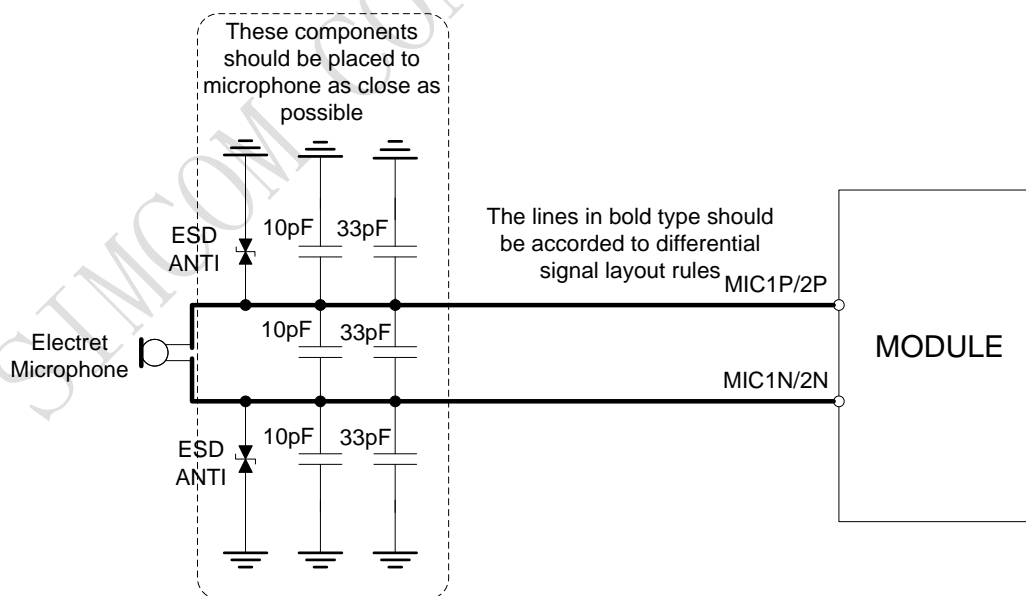 These components
should be placed to
microphone as close as
possible
10pF
33pF
ESD
ANTI
The lines in bold type should
be accorded to differential
signal layout rules
MIC1P/2P
10pF
33pF
Electret
Microphone
MODULE
MIC1N/2N
10pF
33pF
ESD
ANTI
SIMCOM CO